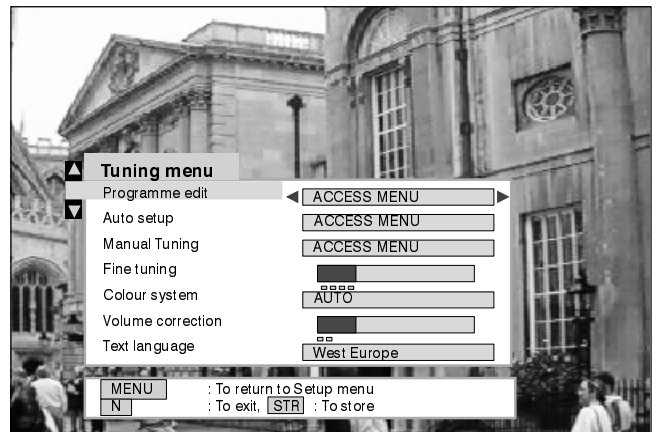 Tuning menu
Programme edit ACCESS MENU
Auto setup ACCESS MENU
Manual Tuning ACCESS MENU
Fine tuning
Colour system AUTO
Volume correction
Text language West Europe
MENU : To return to Setup menu
N : To exit, STR : To store